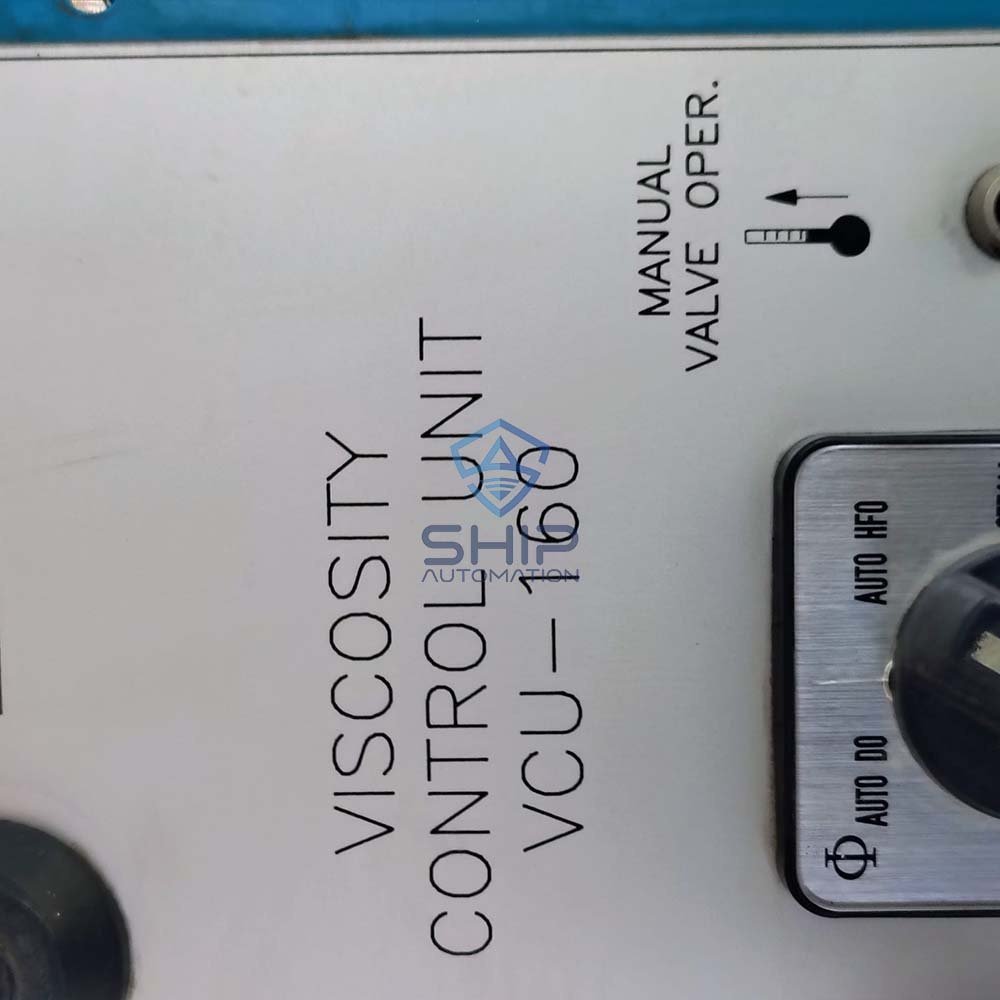 VISCOSITY
CONTROL UNIT
VCU-160
MANUAL
VALVE OPER.
AUTO DO
AUTO HFO
SHIP
AUTOMATION